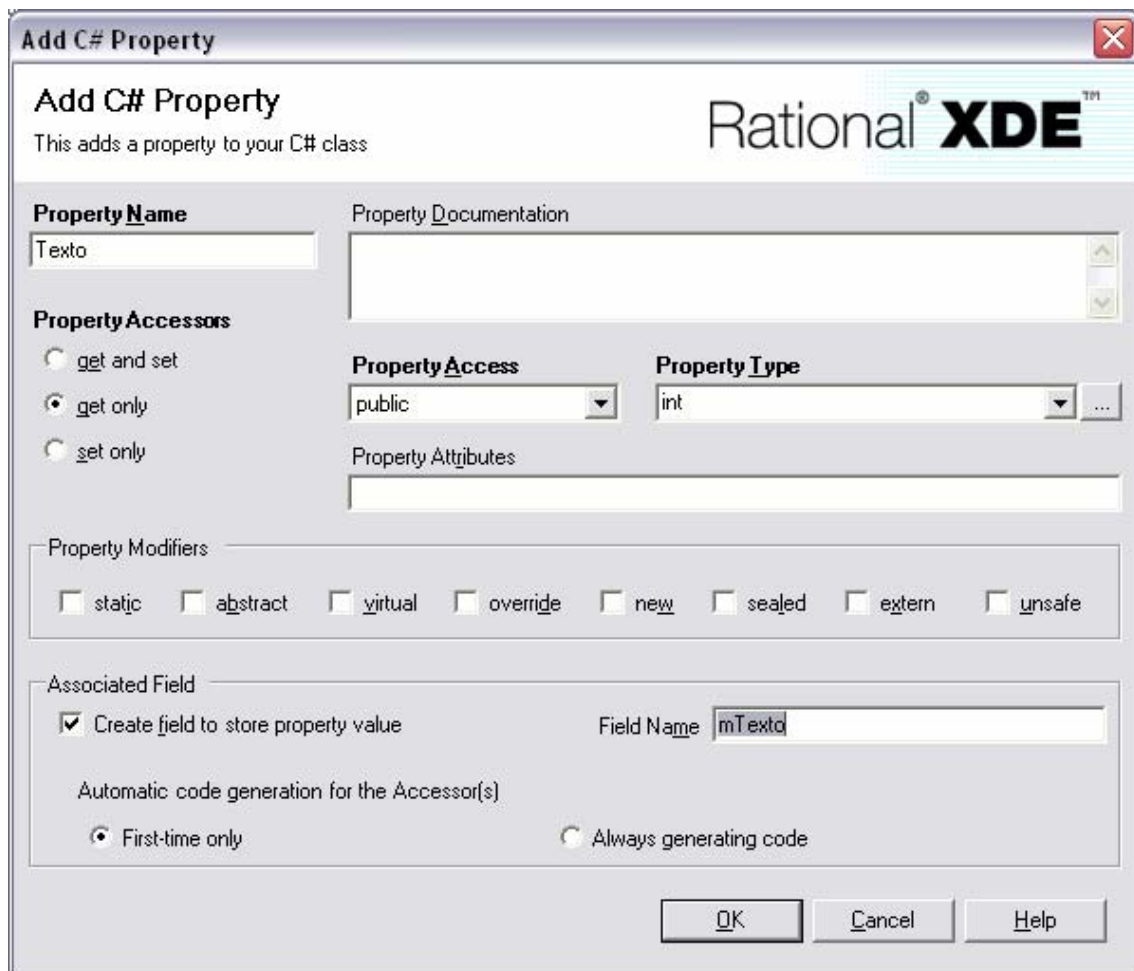 Add C# Property
Add C# Property
This adds a property to your C# class
Rational® XDE™
Property Name
Texto
Property Documentation
Property Accessors
get and set
get only
set only
Property Access
public
Property Type
int
...
Property Attributes
Property Modifiers
static abstract virtual override new sealed extern unsafe
Associated Field
Create field to store property value
Field Name mTexto
Automatic code generation for the Accessor(s)
First-time only Always generating code
OK Cancel Help